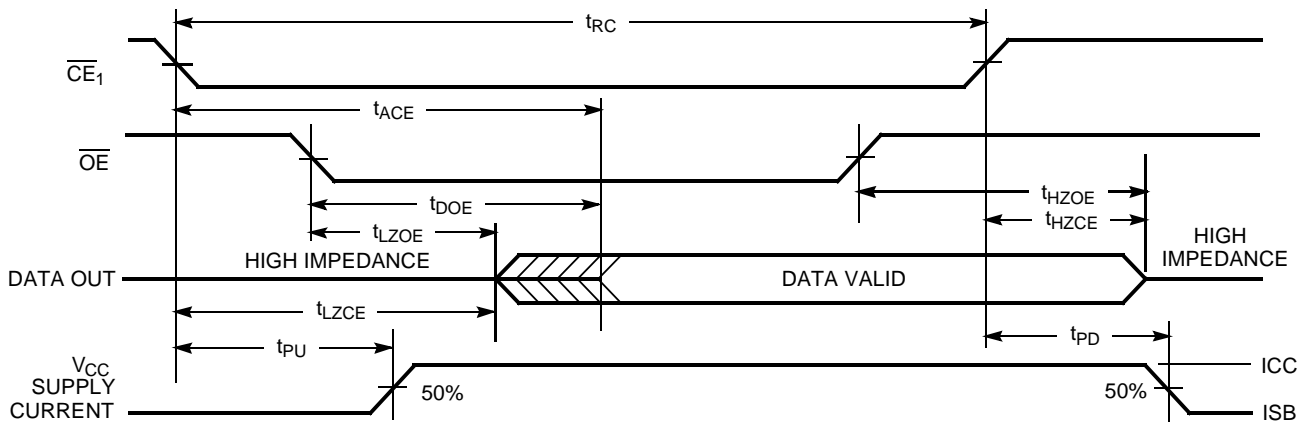 tRC
CE1
tACE
OE
tHZOE
tDOE
tHZCE
tLZOE
HIGH IMPEDANCE
HIGH
IMPEDANCE
DATA OUT
DATA VALID
tLZCE
tPU
tPD
VCC
SUPPLY
CURRENT
50%
50%
ICC
ISB